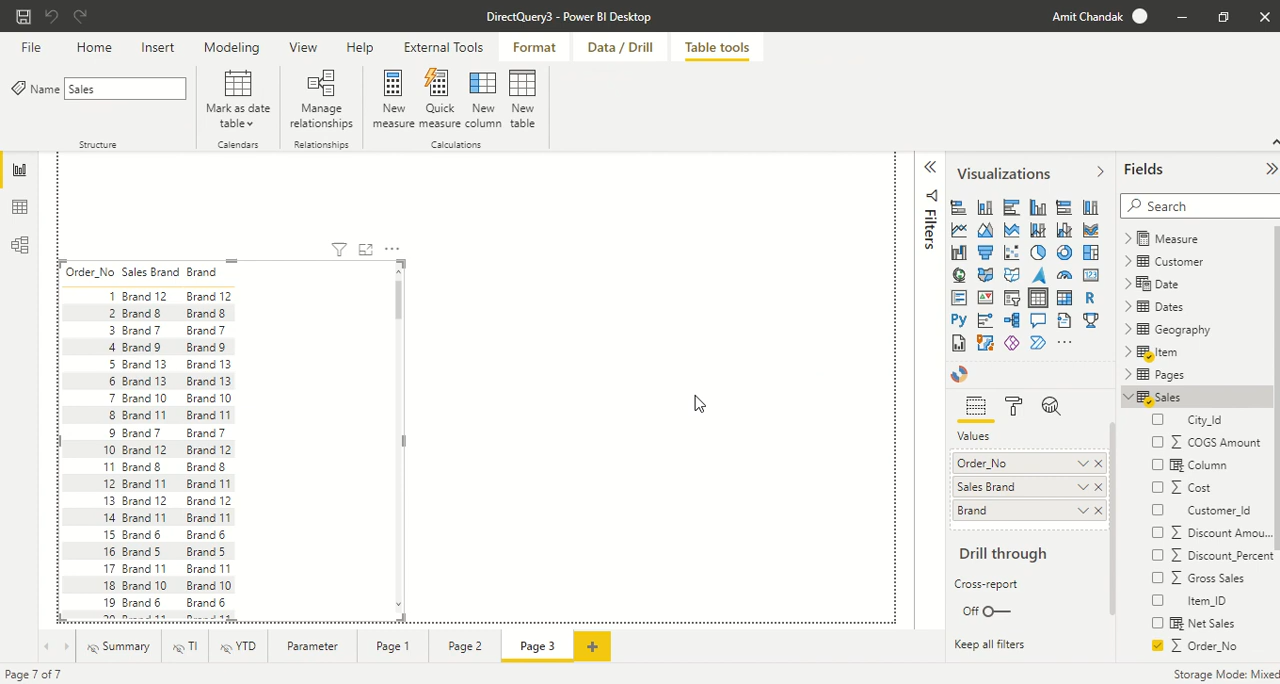 DirectQuery3 - Power BI Desktop
Amit Chandak
File Home Insert Modeling View Help External Tools Format Data / Drill Table tools
Name Sales
Mark as date table
Manage relationships
New measure
Quick measure
New column
New table
Structure Calendars Relationships Calculations
Order_No Sales Brand Brand
1 Brand 12 Brand 12
2 Brand 8 Brand 8
3 Brand 7 Brand 7
4 Brand 9 Brand 9
5 Brand 13 Brand 13
6 Brand 13 Brand 13
7 Brand 10 Brand 10
8 Brand 11 Brand 11
9 Brand 7 Brand 7
10 Brand 12 Brand 12
11 Brand 8 Brand 8
12 Brand 11 Brand 11
13 Brand 12 Brand 12
14 Brand 11 Brand 11
15 Brand 6 Brand 6
16 Brand 5 Brand 5
17 Brand 11 Brand 11
18 Brand 10 Brand 10
19 Brand 6 Brand 6
20 Brand 11 Brand 11
Filters
Visualizations
R
Py
123
Values
Order_No
Sales Brand
Brand
Drill through
Cross-report
Off
Keep all filters
Fields
Search
Measure
Customer
Date
Dates
Geography
Item
Pages
Sales
City_Id
Σ COGS Amount
Column
Σ Cost
Customer_Id
Σ Discount Amou...
Σ Discount_Percent
Σ Gross Sales
Item_ID
Net Sales
Σ Order_No
Summary TI YTD Parameter Page 1 Page 2 Page 3 +
Page 7 of 7
Storage Mode: Mixed